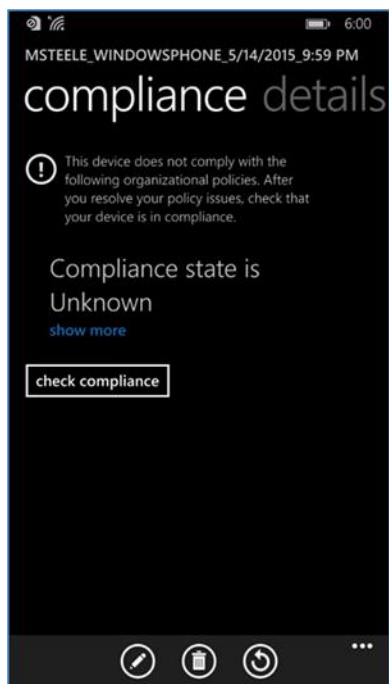 6:00
MSTEELE_WINDOWSPHONE_5/14/2015_9:59 PM
compliance details
This device does not comply with the
following organizational policies. After
you resolve your policy issues, check that
your device is in compliance.
Compliance state is
Unknown
show more
check compliance